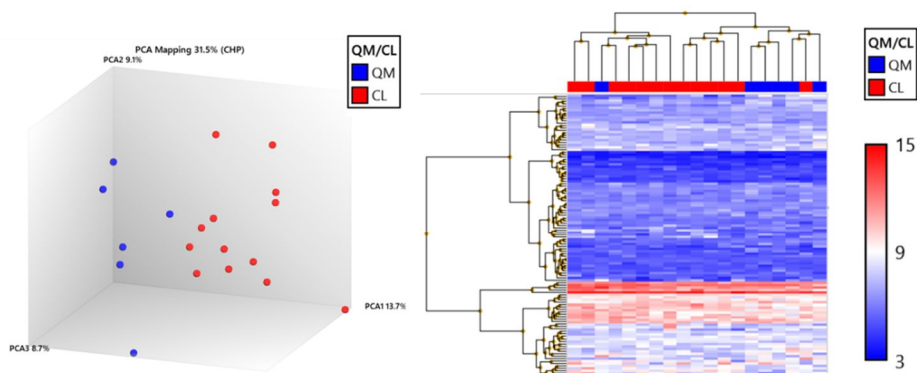 PCA Mapping 31.5% (CHP)
PCA2 9.1%
QM/CL
QM
CL
PCA1 13.7%
PCA3 8.7%
QM/CL
QM
CL
15
9
3